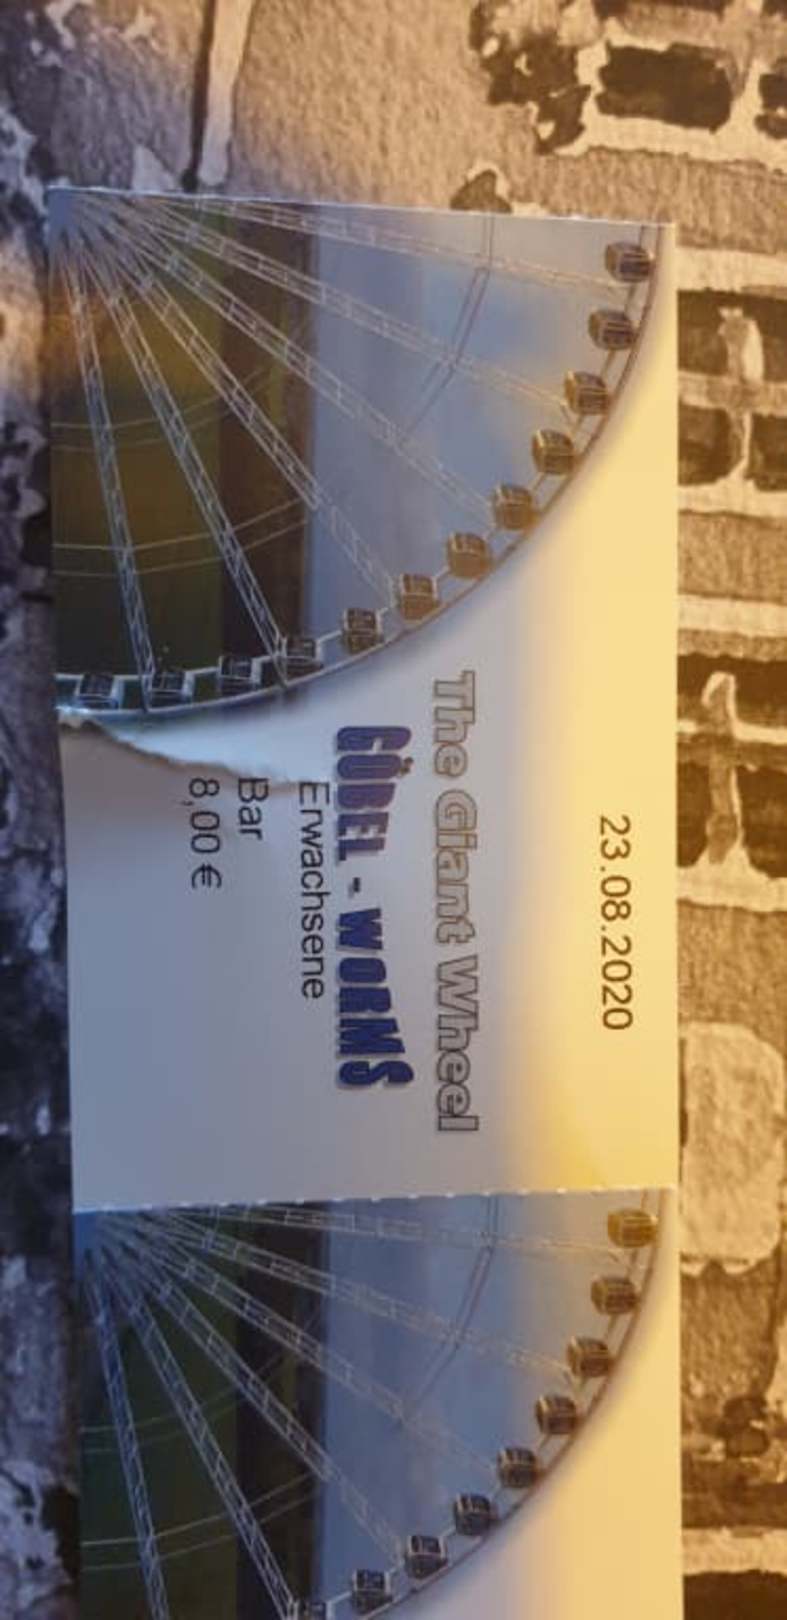 23.08.2020
The Giant Wheel
GÖBEL - WORMS
Erwachsene
Bar
8,00 €